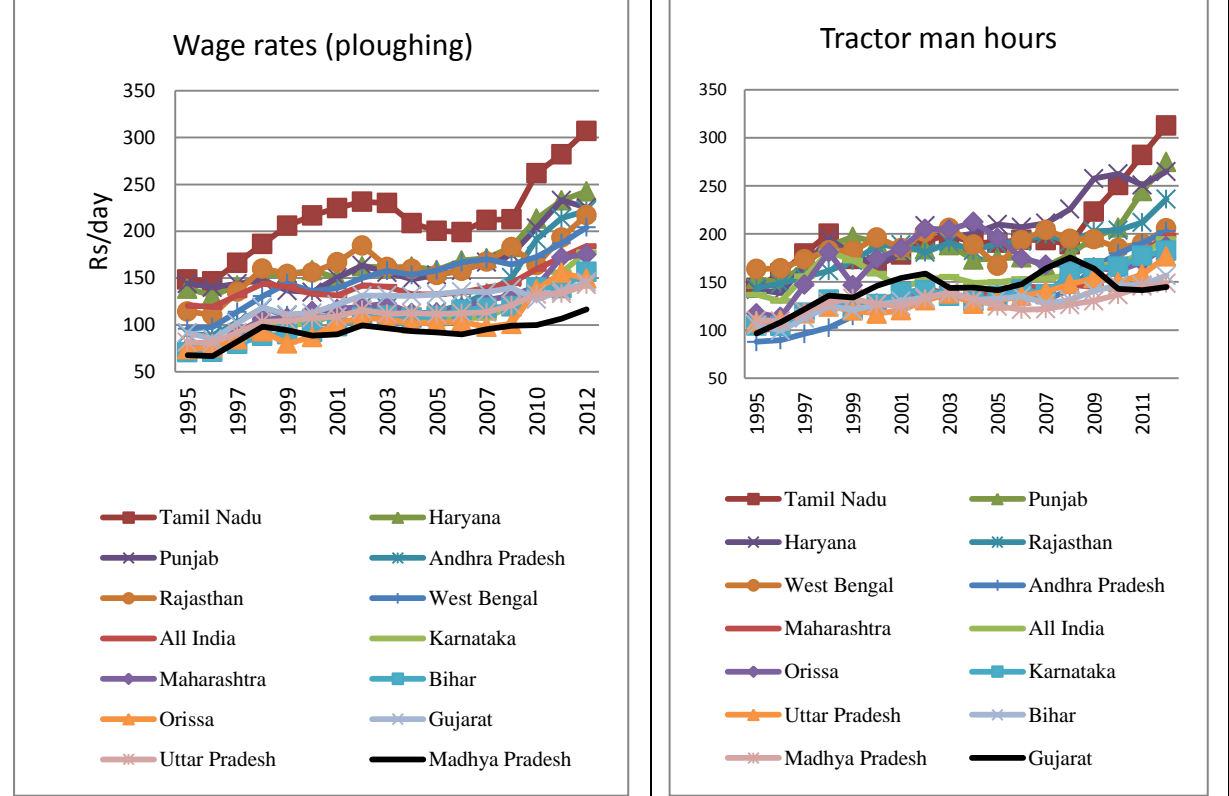 Wage rates (ploughing)
350
300
250
200
150
100
50
Rs/day
1995
1997
1999
2001
2003
2005
2007
2010
2012
Tamil Nadu
Haryana
Punjab
Andhra Pradesh
Rajasthan
West Bengal
All India
Karnataka
Maharashtra
Bihar
Orissa
Gujarat
Uttar Pradesh
Madhya Pradesh
Tractor man hours
350
300
250
200
150
100
50
1995
1997
1999
2001
2003
2005
2007
2009
2011
Tamil Nadu
Punjab
Haryana
Rajasthan
West Bengal
Andhra Pradesh
Maharashtra
All India
Orissa
Karnataka
Uttar Pradesh
Bihar
Madhya Pradesh
Gujarat